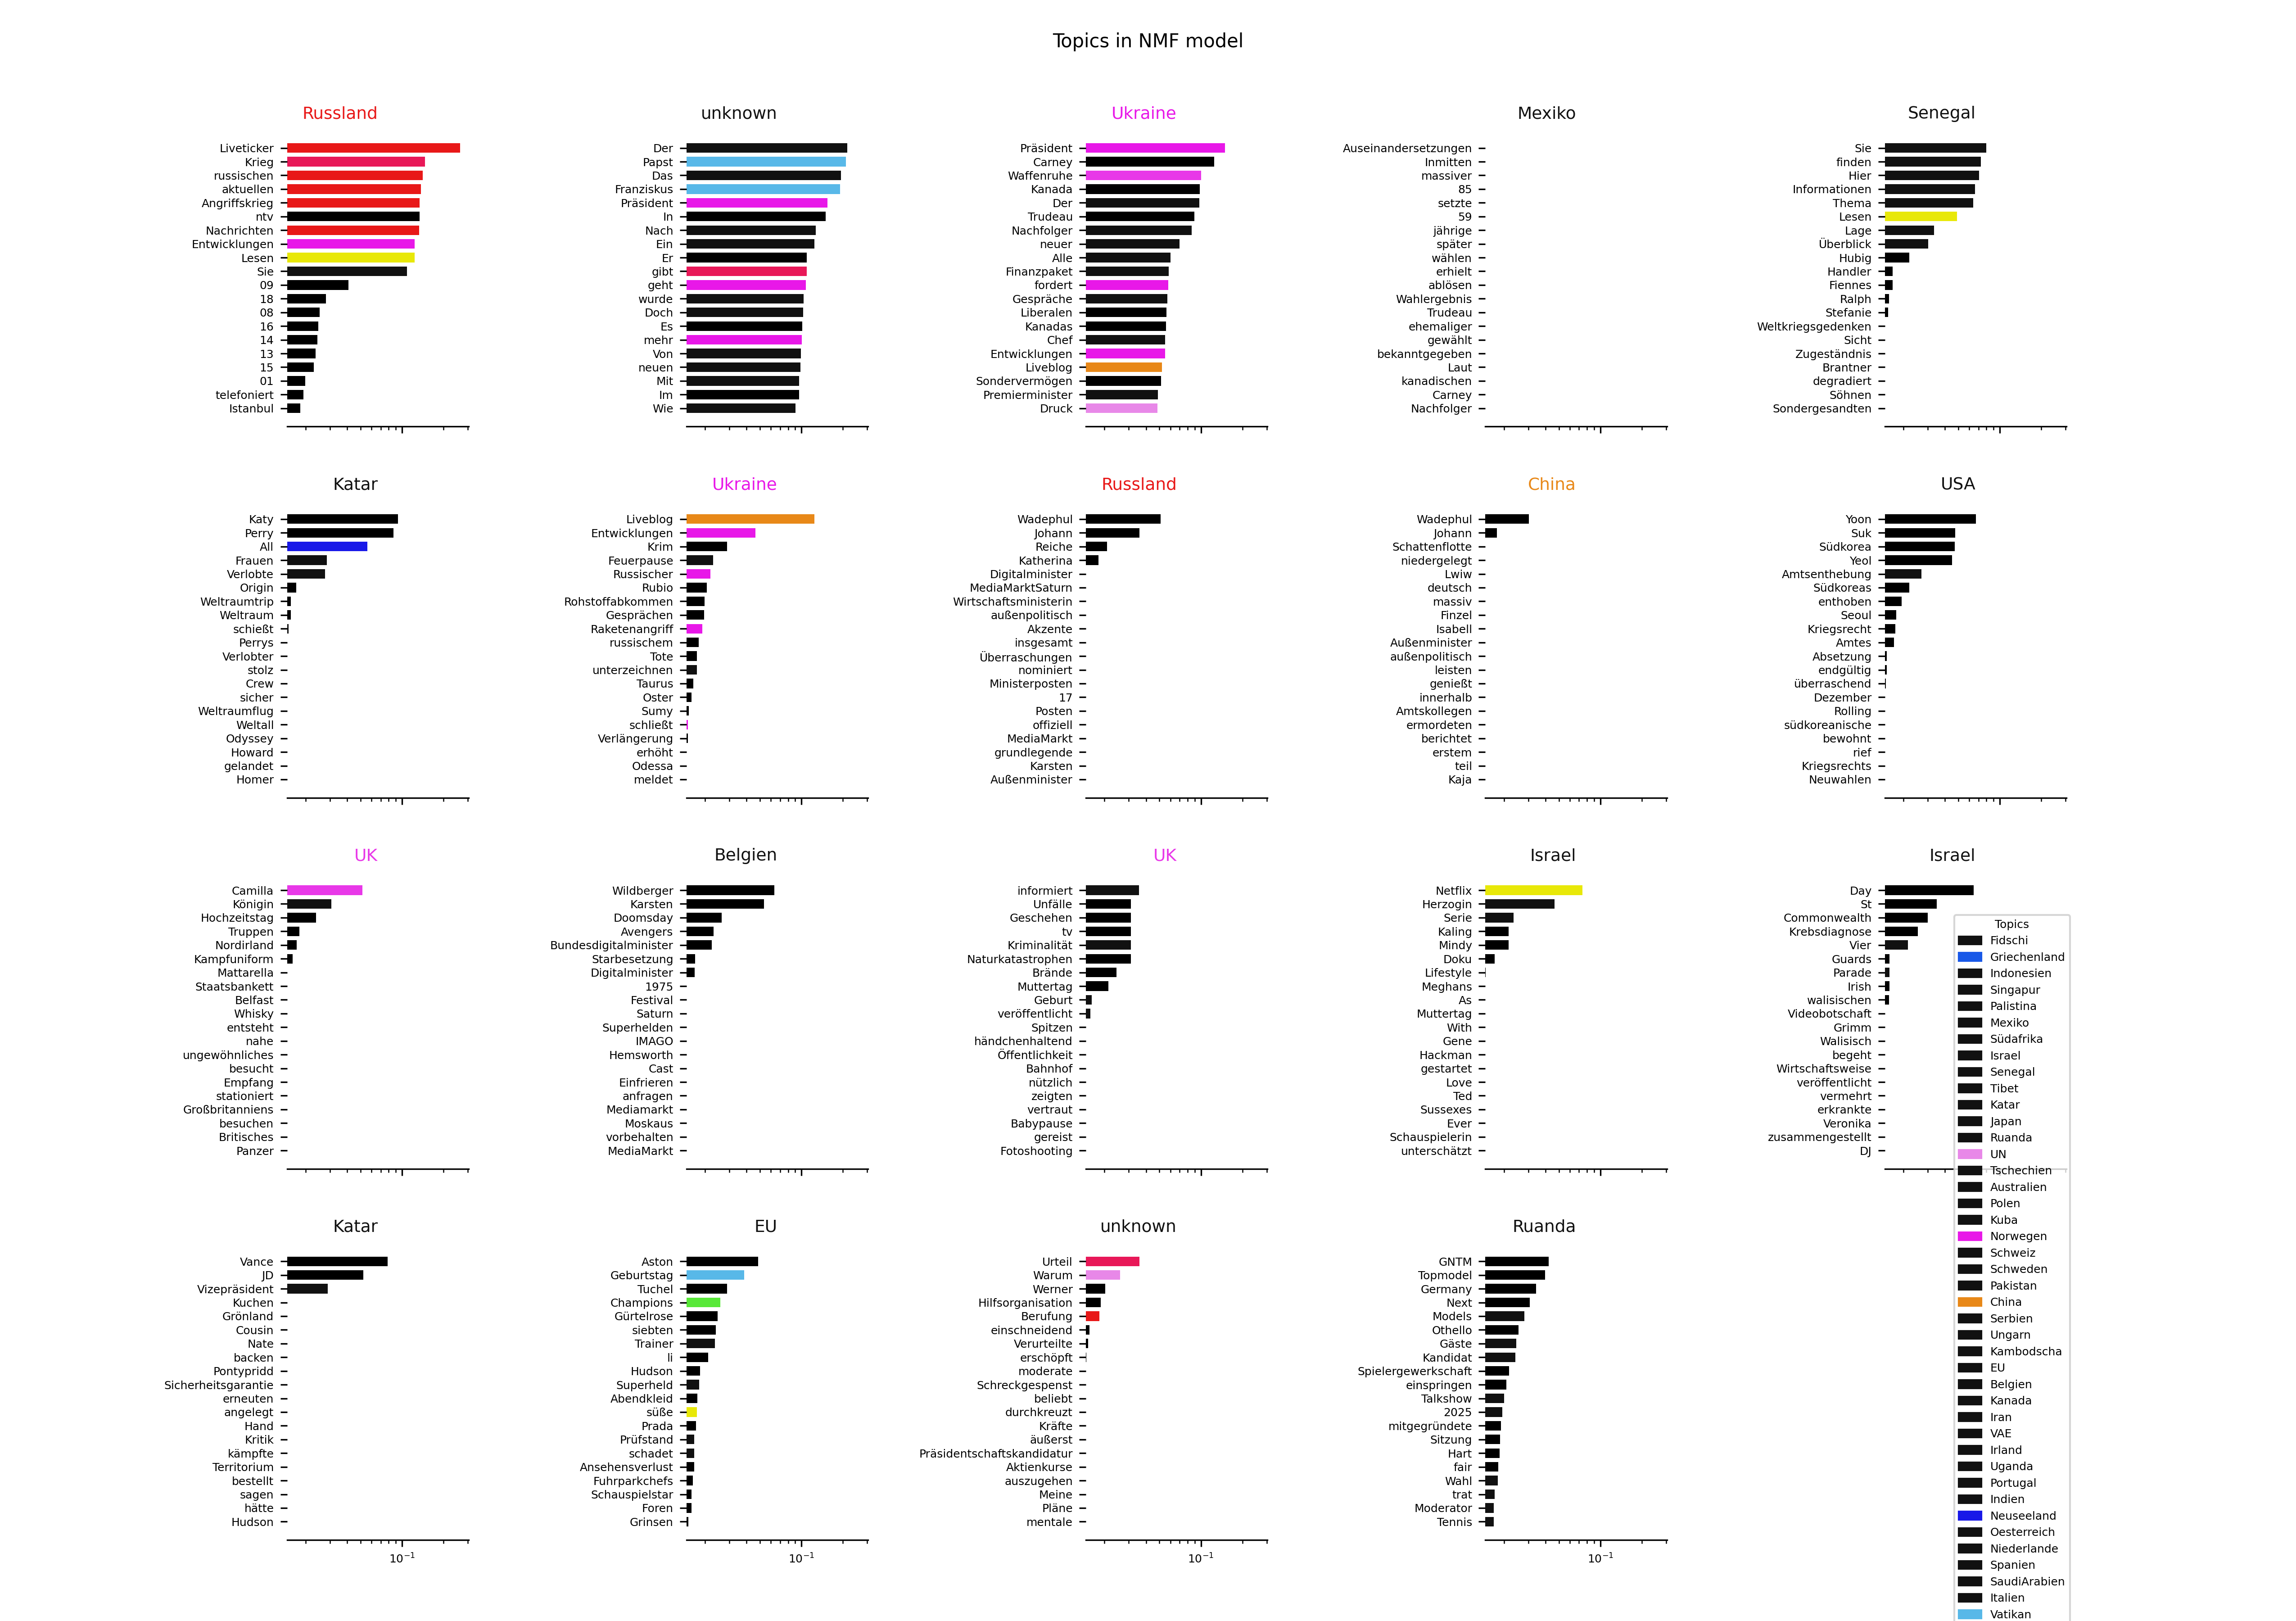 Topics in NMF model
Russland
Liveticker
Krieg
russischen
aktuellen
Angriffskrieg
ntv
Nachrichten
Entwicklungen
Lesen
Sie
09
18
08
16
14
13
15
01
telefoniert
Istanbul
unknown
Der
Papst
Das
Franziskus
Präsident
In
Nach
Ein
Er
gibt
geht
wurde
Doch
Es
mehr
Von
neuen
Mit
Im
Wie
Ukraine
Präsident
Carney
Waffenruhe
Kanada
Der
Trudeau
Nachfolger
neuer
Alle
Finanzpaket
fordert
Gespräche
Liberalen
Kanadas
Chef
Entwicklungen
Liveblog
Sondervermögen
Premierminister
Druck
Mexiko
Auseinandersetzungen
Inmitten
massiver
85
setzte
59
jährige
später
wählen
erhielt
ablösen
Wahlergebnis
Trudeau
ehemaliger
gewählt
bekanntgegeben
Laut
kanadischen
Carney
Nachfolger
Senegal
Sie
finden
Hier
Informationen
Thema
Lesen
Lage
Überblick
Hubig
Handler
Fiennes
Ralph
Stefanie
Weltkriegsgedenken
Sicht
Zugeständnis
Brantner
degradiert
Söhnen
Sondergesandten
Katar
Katy
Perry
All
Frauen
Verlobte
Origin
Weltraumtrip
Weltraum
schießt
Perrys
Verlobter
stolz
Crew
sicher
Weltraumflug
Weltall
Odyssey
Howard
gelandet
Homer
Ukraine
Liveblog
Entwicklungen
Krim
Feuerpause
Russischer
Rubio
Rohstoffabkommen
Gesprächen
Raketenangriff
russischem
Tote
unterzeichnen
Taurus
Oster
Sumy
schließt
Verlängerung
erhöht
Odessa
meldet
Russland
Wadephul
Johann
Reiche
Katherina
Digitalminister
MediaMarktSaturn
Wirtschaftsministerin
außenpolitisch
Akzente
insgesamt
Überraschungen
nominiert
Ministerposten
17
Posten
offiziell
MediaMarkt
grundlegende
Karsten
Außenminister
China
Wadephul
Johann
Schattenflotte
niedergelegt
Lwiw
deutsch
massiv
Finzel
Isabell
Außenminister
außenpolitisch
leisten
genießt
innerhalb
Amtskollegen
ermordeten
berichtet
erstem
teil
Kaja
USA
Yoon
Suk
Südkorea
Yeol
Amtsenthebung
Südkoreas
enthoben
Seoul
Kriegsrecht
Amtes
Absetzung
endgültig
überraschend
Dezember
Rolling
südkoreanische
bewohnt
rief
Kriegsrechts
Neuwahlen
UK
Camilla
Königin
Hochzeitstag
Truppen
Nordirland
Kampfuniform
Mattarella
Staatsbankett
Belfast
Whisky
entsteht
nahe
ungewöhnliches
besucht
Empfang
stationiert
Großbritanniens
besuchen
Britisches
Panzer
Belgien
Wildberger
Karsten
Doomsday
Avengers
Bundesdigitalminister
Starbesetzung
Digitalminister
1975
Festival
Saturn
Superhelden
IMAGO
Hemsworth
Cast
Einfrieren
anfragen
Mediamarkt
Moskaus
vorbehalten
MediaMarkt
UK
informiert
Unfälle
Geschehen
tv
Kriminalität
Naturkatastrophen
Brände
Muttertag
Geburt
veröffentlicht
Spitzen
händchenhaltend
Öffentlichkeit
Bahnhof
nützlich
zeigten
vertraut
Babypause
gereist
Fotoshooting
Israel
Netflix
Herzogin
Serie
Kaling
Mindy
Doku
Lifestyle
Meghans
As
Muttertag
With
Gene
Hackman
gestartet
Love
Ted
Sussexes
Ever
Schauspielerin
unterschätzt
Israel
Day
St
Commonwealth
Krebsdiagnose
Vier
Guards
Parade
Irish
walisischen
Videobotschaft
Grimm
Walisisch
begeht
Wirtschaftsweise
veröffentlicht
vermehrt
erkrankte
Veronika
zusammengestellt
DJ
Katar
Vance
JD
Vizepräsident
Kuchen
Grönland
Cousin
Nate
backen
Pontypridd
Sicherheitsgarantie
erneuten
angelegt
Hand
Kritik
kämpfte
Territorium
bestellt
sagen
hätte
Hudson
10⁻¹
EU
Aston
Geburtstag
Tuchel
Champions
Gürtelrose
siebten
Trainer
li
Hudson
Superheld
Abendkleid
süße
Prada
Prüfstand
schadet
Ansehensverlust
Fuhrparkchefs
Schauspielstar
Foren
Grinsen
10⁻¹
unknown
Urteil
Warum
Werner
Hilfsorganisation
Berufung
einschneidend
Verurteilte
erschöpft
moderate
Schreckgespenst
beliebt
durchkreuzt
Kräfte
äußerst
Präsidentschaftskandidatur
Aktienkurse
auszugehen
Meine
Pläne
mentale
10⁻¹
Ruanda
GNTM
Topmodel
Germany
Next
Models
Othello
Gäste
Kandidat
Spielergewerkschaft
einspringen
Talkshow
2025
mitgegründete
Sitzung
Hart
fair
Wahl
trat
Moderator
Tennis
10⁻¹
Topics
Fidschi
Griechenland
Indonesien
Singapur
Palistina
Mexiko
Südafrika
Israel
Senegal
Tibet
Katar
Japan
Ruanda
UN
Tschechien
Australien
Polen
Kuba
Norwegen
Schweiz
Schweden
Pakistan
China
Serbien
Ungarn
Kambodscha
EU
Belgien
Kanada
Iran
VAE
Irland
Uganda
Portugal
Indien
Neuseeland
Oesterreich
Niederlande
Spanien
SaudiArabien
Italien
Vatikan